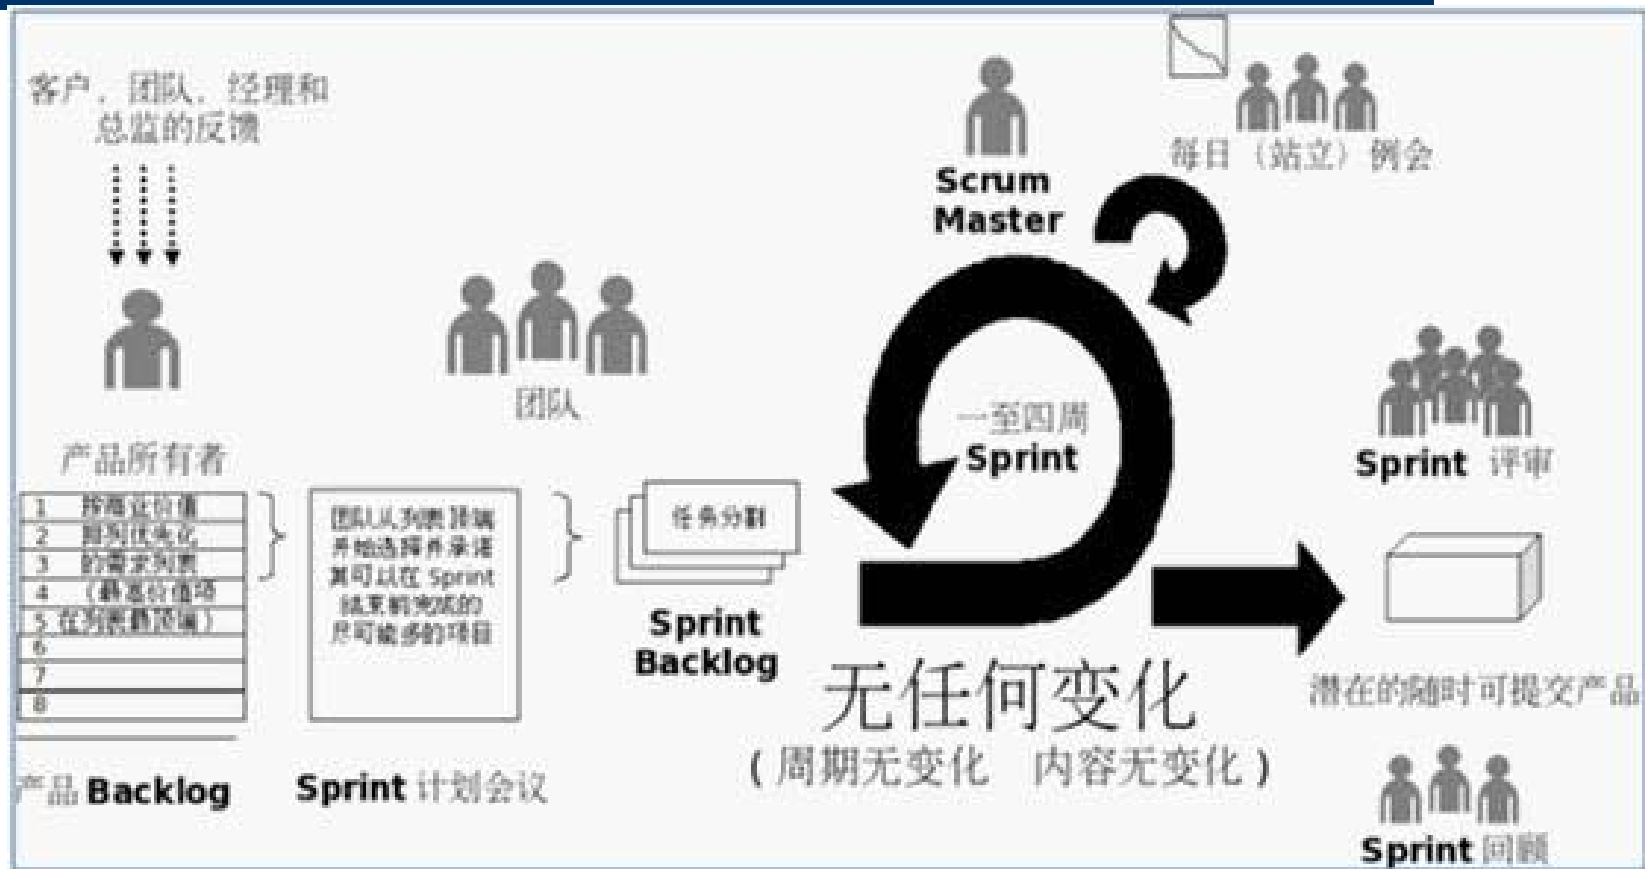 客户、团队、经理和
总监的反馈
产品所有者
1 按商业价值
2 排列优先化
3 的需求列表
4 （最高价值项
5 在列表最顶端）
6
7
8
产品 Backlog
团队
团队从列表顶端
开始选择并承诺
其可以在 Sprint
结束前完成的
尽可能多的项目
Sprint 计划会议
任务分割
Sprint
Backlog
Scrum
Master
每日（站立）例会
一至四周
Sprint
无任何变化
（周期无变化 内容无变化）
Sprint 评审
潜在的随时可提交产品
Sprint 回顾